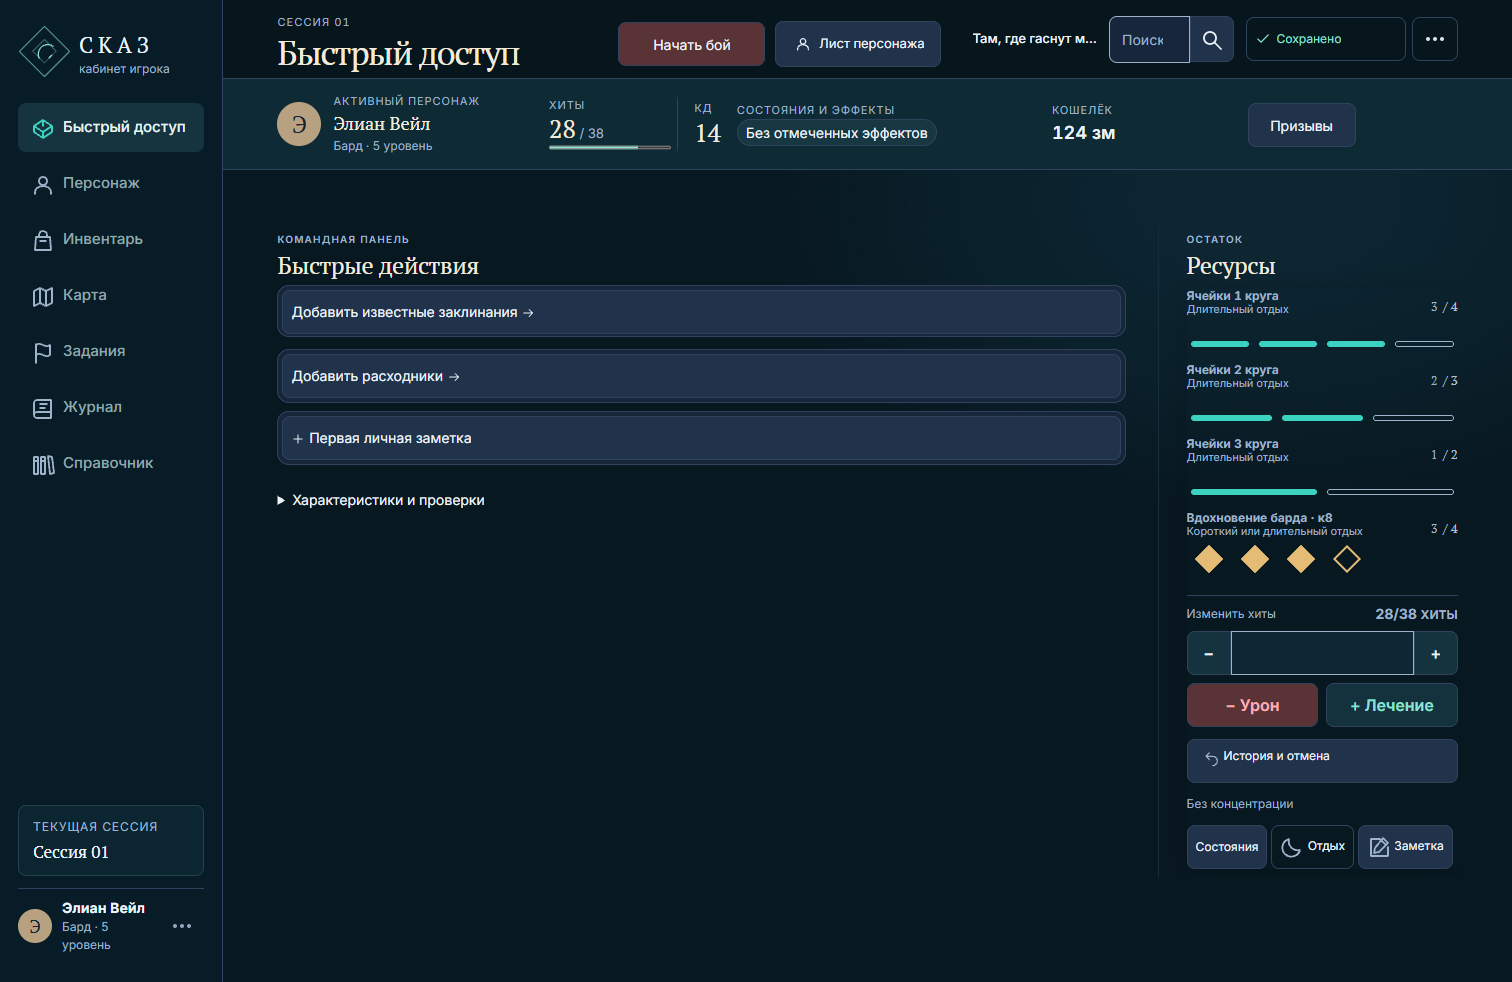 СКАЗ
кабинет игрока
Быстрый доступ
Персонаж
Инвентарь
Карта
Задания
Журнал
Справочник
ТЕКУЩАЯ СЕССИЯ
Сессия 01
Э
Элиан Вейл
Бард · 5
уровень
СЕССИЯ 01
Быстрый доступ
Начать бой
Лист персонажа
Там, где гаснут м...
Поиск
Сохранено
Э
АКТИВНЫЙ ПЕРСОНАЖ
Элиан Вейл
Бард · 5 уровень
ХИТЫ
28 / 38
КД
14
СОСТОЯНИЯ И ЭФФЕКТЫ
Без отмеченных эффектов
КОШЕЛЁК
124 зм
Призывы
КОМАНДНАЯ ПАНЕЛЬ
Быстрые действия
Добавить известные заклинания →
Добавить расходники →
+ Первая личная заметка
▶ Характеристики и проверки
ОСТАТОК
Ресурсы
Ячейки 1 круга
Длительный отдых
3 / 4
Ячейки 2 круга
Длительный отдых
2 / 3
Ячейки 3 круга
Длительный отдых
1 / 2
Вдохновение барда · к8
Короткий или длительный отдых
3 / 4
Изменить хиты
28/38 ХИТЫ
− +
− Урон
+ Лечение
История и отмена
Без концентрации
Состояния
Отдых
Заметка